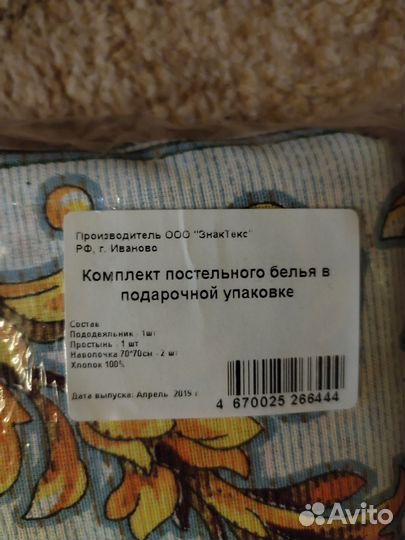 Производитель ООО "ЗнакТекс"
РФ, г. Иваново
Комплект постельного белья в
подарочной упаковке
Состав
Пододеяльник - 1шт
Простынь - 1 шт
Наволочка 70*70см - 2 шт
Хлопок 100%
Дата выпуска: Апрель 2019 г
4 670025 266444
Avito